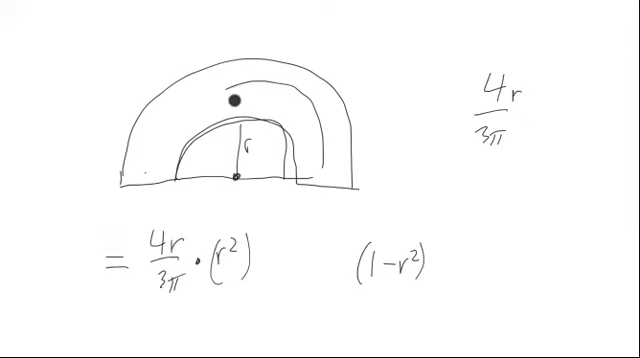 4r
3π
r
= 4r/3π · (r²) (1-r²)